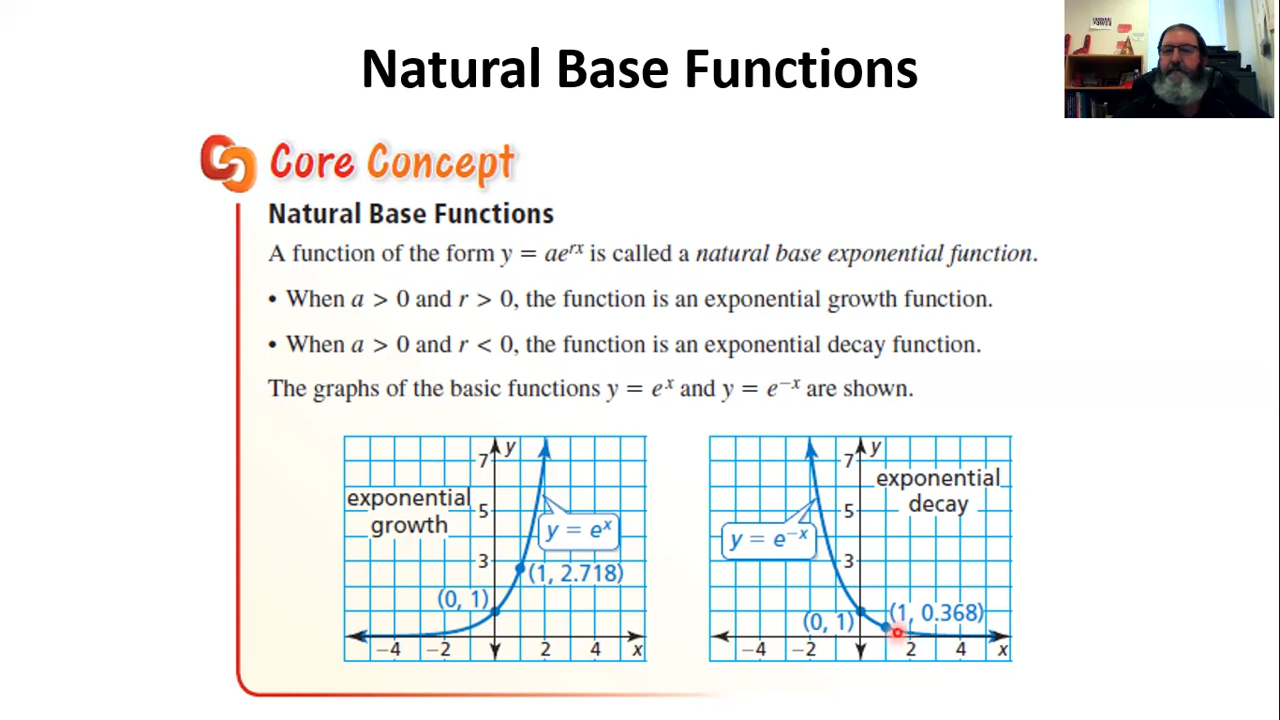 Natural Base Functions
Core Concept
Natural Base Functions
A function of the form y = ae^{rx} is called a natural base exponential function.
• When a > 0 and r > 0, the function is an exponential growth function.
• When a > 0 and r < 0, the function is an exponential decay function.
The graphs of the basic functions y = e^x and y = e^{−x} are shown.
y
7
exponential
growth
5
y = e^x
3
(1, 2.718)
(0, 1)
−4
−2
2
4
x
y
7
exponential
decay
5
y = e^{−x}
3
(1, 0.368)
(0, 1)
−4
−2
2
4
x